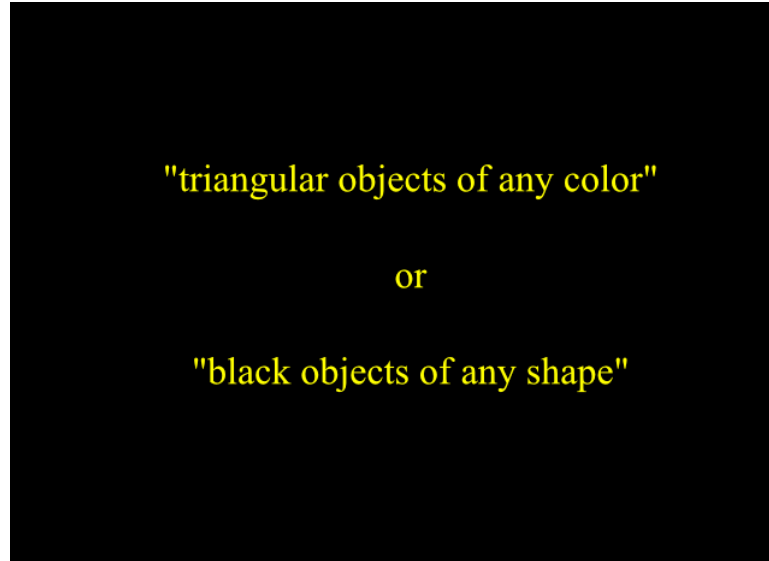 "triangular objects of any color"
or
"black objects of any shape"